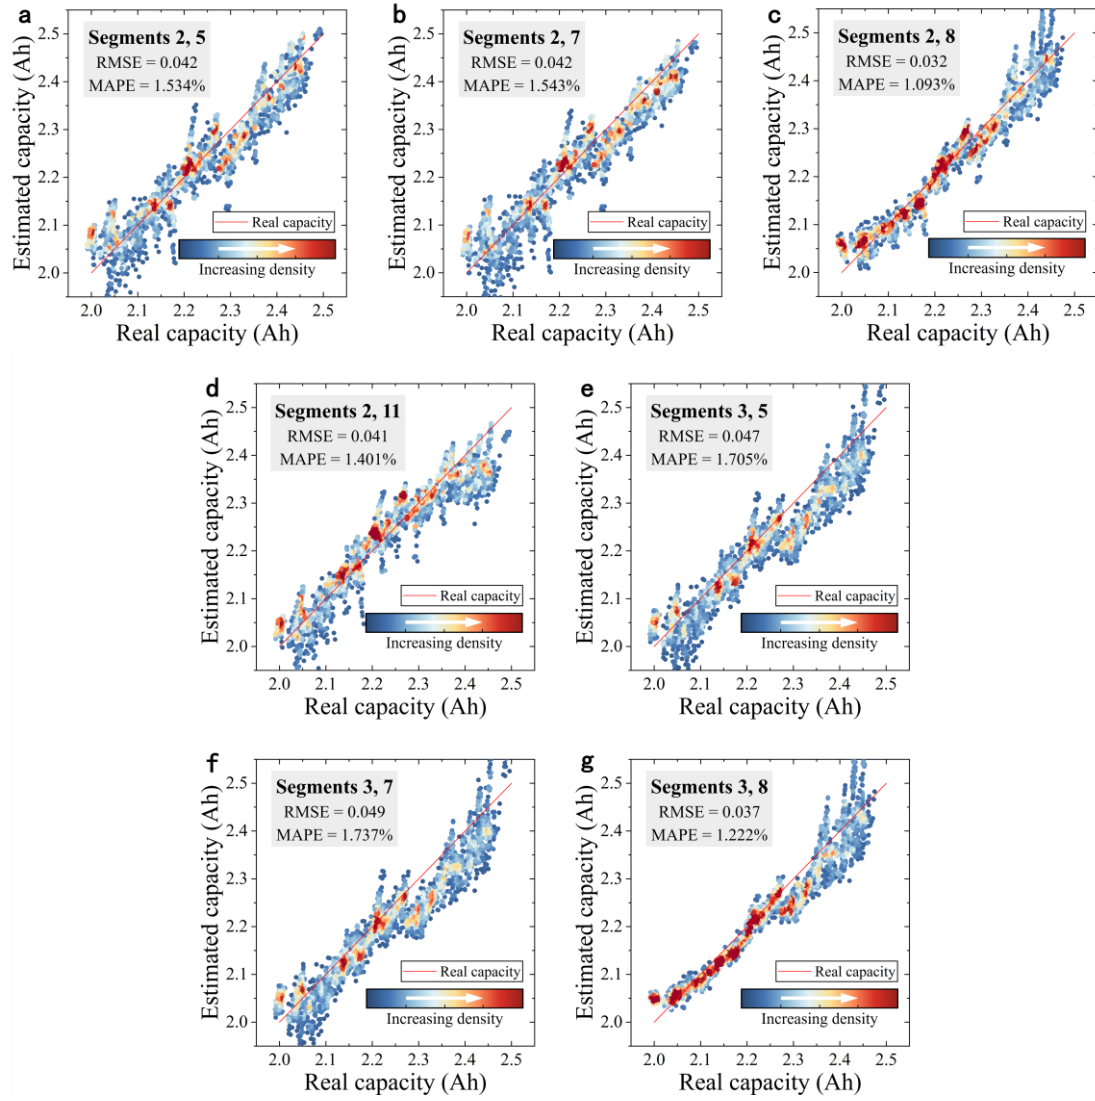 a
Segments 2, 5
RMSE = 0.042
MAPE = 1.534%
Real capacity
Increasing density
2.5
2.4
2.3
2.2
2.1
2.0
Estimated capacity (Ah)
2.0 2.1 2.2 2.3 2.4 2.5
Real capacity (Ah)
b
Segments 2, 7
RMSE = 0.042
MAPE = 1.543%
Real capacity
Increasing density
2.5
2.4
2.3
2.2
2.1
2.0
Estimated capacity (Ah)
2.0 2.1 2.2 2.3 2.4 2.5
Real capacity (Ah)
c
Segments 2, 8
RMSE = 0.032
MAPE = 1.093%
Real capacity
Increasing density
2.5
2.4
2.3
2.2
2.1
2.0
Estimated capacity (Ah)
2.0 2.1 2.2 2.3 2.4 2.5
Real capacity (Ah)
d
Segments 2, 11
RMSE = 0.041
MAPE = 1.401%
Real capacity
Increasing density
2.5
2.4
2.3
2.2
2.1
2.0
Estimated capacity (Ah)
2.0 2.1 2.2 2.3 2.4 2.5
Real capacity (Ah)
e
Segments 3, 5
RMSE = 0.047
MAPE = 1.705%
Real capacity
Increasing density
2.5
2.4
2.3
2.2
2.1
2.0
Estimated capacity (Ah)
2.0 2.1 2.2 2.3 2.4 2.5
Real capacity (Ah)
f
Segments 3, 7
RMSE = 0.049
MAPE = 1.737%
Real capacity
Increasing density
2.5
2.4
2.3
2.2
2.1
2.0
Estimated capacity (Ah)
2.0 2.1 2.2 2.3 2.4 2.5
Real capacity (Ah)
g
Segments 3, 8
RMSE = 0.037
MAPE = 1.222%
Real capacity
Increasing density
2.5
2.4
2.3
2.2
2.1
2.0
Estimated capacity (Ah)
2.0 2.1 2.2 2.3 2.4 2.5
Real capacity (Ah)